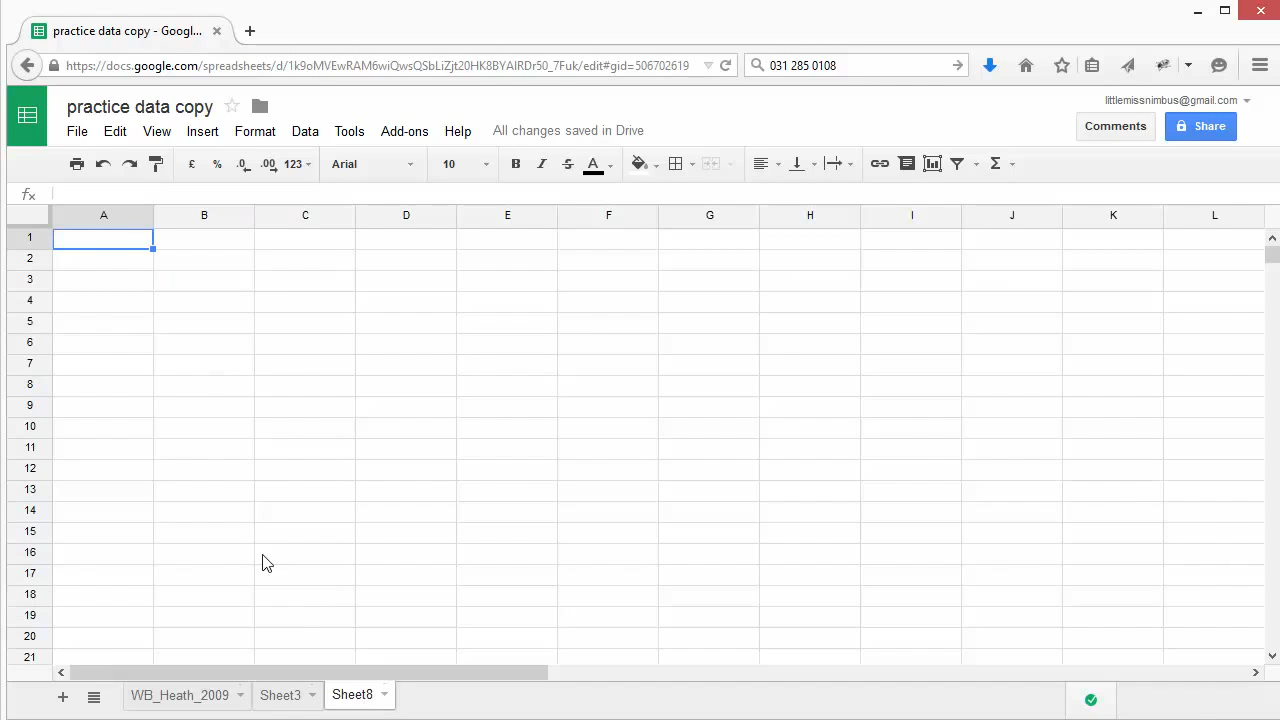 practice data copy - Googl...
https://docs.google.com/spreadsheets/d/1k9oMVEwRAM6wiQwsQSbLiZjt20HK8BYAIRDr50_7Fuk/edit#gid=506702619
031 285 0108
practice data copy
littlemissnimbus@gmail.com
File Edit View Insert Format Data Tools Add-ons Help All changes saved in Drive
Comments Share
£ % .0 .00 123 Arial 10 B I S A Σ
fx
A B C D E F G H I J K L
1
2
3
4
5
6
7
8
9
10
11
12
13
14
15
16
17
18
19
20
21
WB_Heath_2009 Sheet3 Sheet8